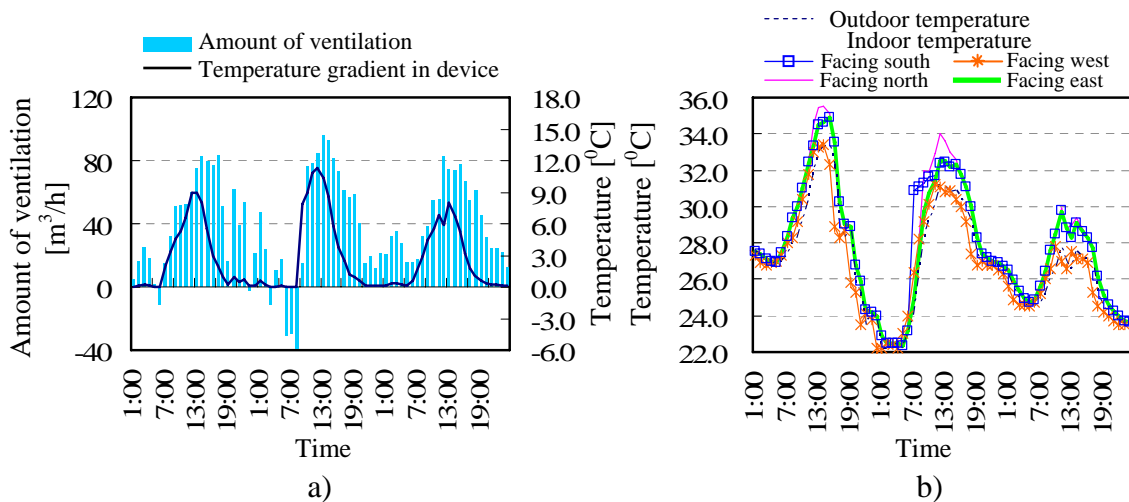 Amount of ventilation
Temperature gradient in device
Amount of ventilation
[m³/h]
120
80
40
0
–40
18.0
15.0
12.0
9.0
6.0
3.0
0.0
–3.0
–6.0
Temperature [⁰C]
1:00
7:00
13:00
19:00
1:00
7:00
13:00
19:00
1:00
7:00
13:00
19:00
Time
a)
Outdoor temperature
Indoor temperature
Facing south
Facing west
Facing north
Facing east
Temperature [⁰C]
36.0
34.0
32.0
30.0
28.0
26.0
24.0
22.0
1:00
7:00
13:00
19:00
1:00
7:00
13:00
19:00
1:00
7:00
13:00
19:00
Time
b)